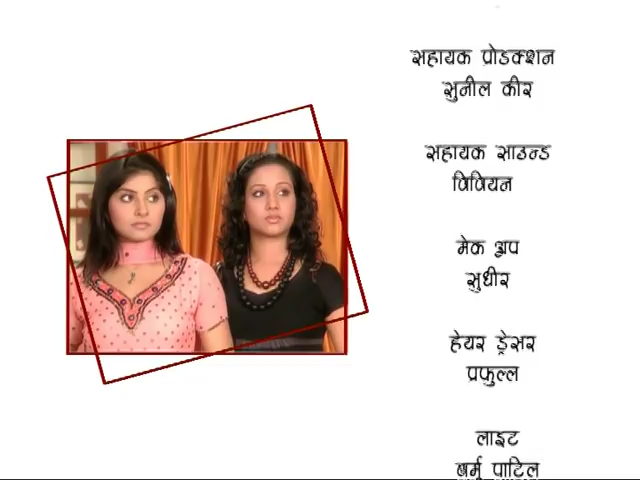 सहायक प्रोडक्शन
सुनील कीर
सहायक साउन्ड
विवियन
मेक अप
सुधीर
हेयर ड्रेसर
प्रफुल्ल
लाइट
बर्मु पाटिल